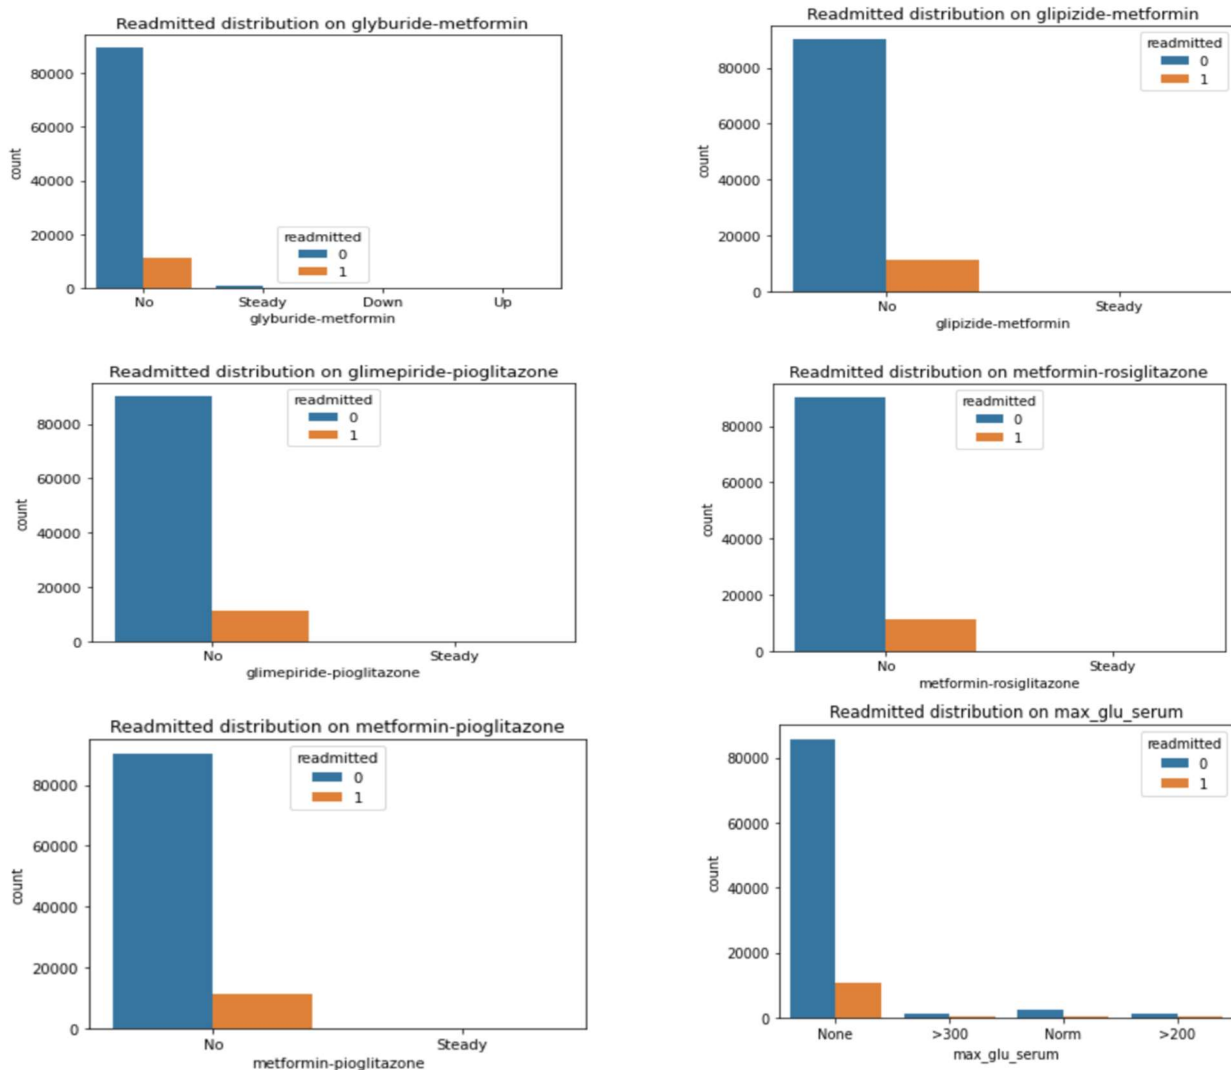 Readmitted distribution on glyburide-metformin
count
80000
60000
40000
20000
0
readmitted
0
1
No Steady Down Up
glyburide-metformin
Readmitted distribution on glipizide-metformin
count
80000
60000
40000
20000
0
readmitted
0
1
No Steady
glipizide-metformin
Readmitted distribution on glimepiride-pioglitazone
count
80000
60000
40000
20000
0
readmitted
0
1
No Steady
glimepiride-pioglitazone
Readmitted distribution on metformin-rosiglitazone
count
80000
60000
40000
20000
0
readmitted
0
1
No Steady
metformin-rosiglitazone
Readmitted distribution on metformin-pioglitazone
count
80000
60000
40000
20000
0
readmitted
0
1
No Steady
metformin-pioglitazone
Readmitted distribution on max_glu_serum
count
80000
60000
40000
20000
0
readmitted
0
1
None >300 Norm >200
max_glu_serum